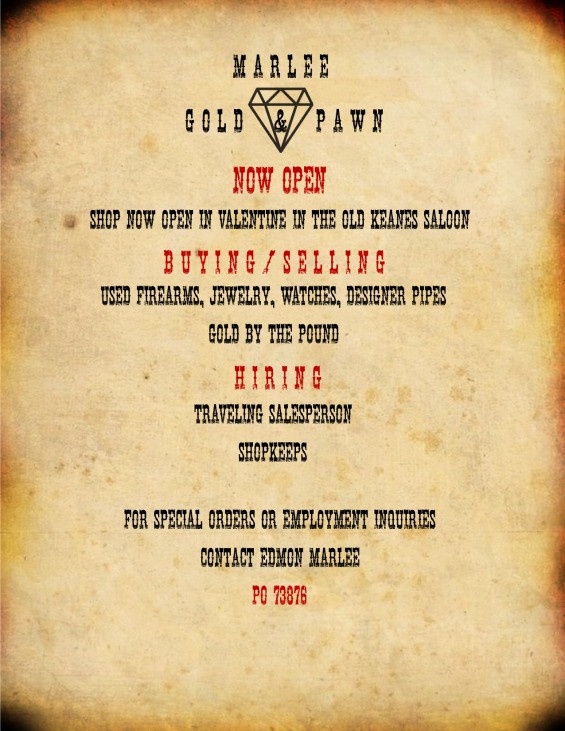 MARLEE
GOLD & PAWN
NOW OPEN
SHOP NOW OPEN IN VALENTINE IN THE OLD KEANES SALOON
BUYING/SELLING
USED FIREARMS, JEWELRY, WATCHES, DESIGNER PIPES
GOLD BY THE POUND
HIRING
TRAVELING SALESPERSON
SHOPKEEPS
FOR SPECIAL ORDERS OR EMPLOYMENT INQUIRIES
CONTACT EDMON MARLEE
PO 73876